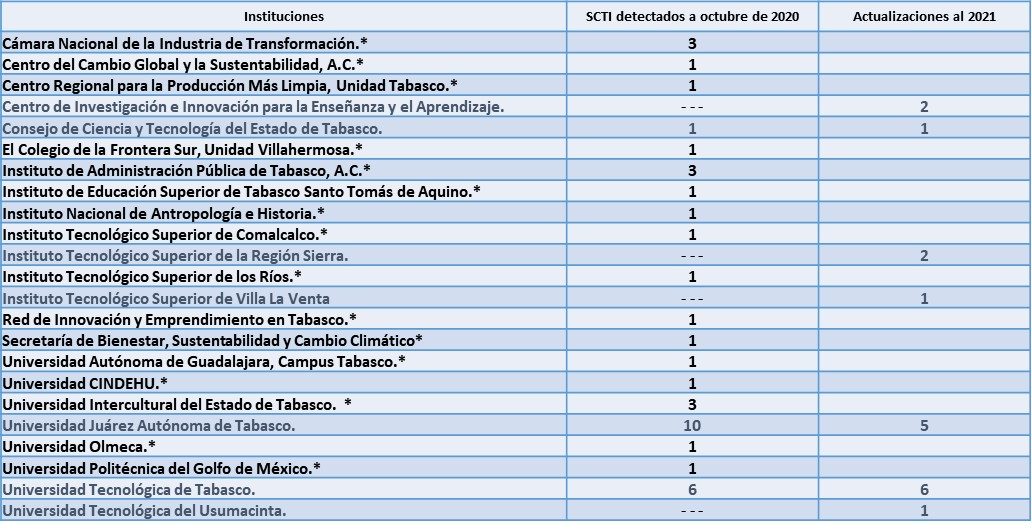 Instituciones SCTI detectados a octubre de 2020 Actualizaciones al 2021
Cámara Nacional de la Industria de Transformación.* 3
Centro del Cambio Global y la Sustentabilidad, A.C.* 1
Centro Regional para la Producción Más Limpia, Unidad Tabasco.* 1
Centro de Investigación e Innovación para la Enseñanza y el Aprendizaje. --- 2
Consejo de Ciencia y Tecnología del Estado de Tabasco. 1 1
El Colegio de la Frontera Sur, Unidad Villahermosa.* 1
Instituto de Administración Pública de Tabasco, A.C.* 3
Instituto de Educación Superior de Tabasco Santo Tomás de Aquino.* 1
Instituto Nacional de Antropología e Historia.* 1
Instituto Tecnológico Superior de Comalcalco.* 1
Instituto Tecnológico Superior de la Región Sierra. --- 2
Instituto Tecnológico Superior de los Ríos.* 1
Instituto Tecnológico Superior de Villa La Venta --- 1
Red de Innovación y Emprendimiento en Tabasco.* 1
Secretaría de Bienestar, Sustentabilidad y Cambio Climático* 1
Universidad Autónoma de Guadalajara, Campus Tabasco.* 1
Universidad CINDEHU.* 1
Universidad Intercultural del Estado de Tabasco. * 3
Universidad Juárez Autónoma de Tabasco. 10 5
Universidad Olmeca.* 1
Universidad Politécnica del Golfo de México.* 1
Universidad Tecnológica de Tabasco. 6 6
Universidad Tecnológica del Usumacinta. --- 1